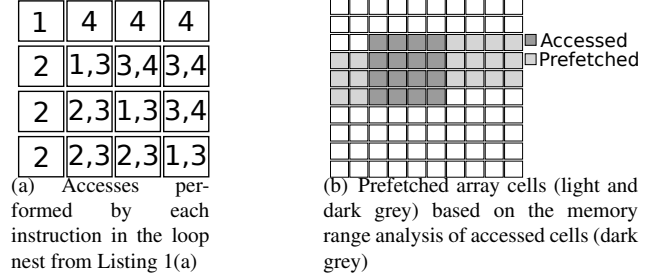 1 4 4 4
2 1,3 3,4 3,4
2 2,3 1,3 3,4
2 2,3 2,3 1,3
(a) Accesses per-
formed by each
instruction in the loop
nest from Listing 1(a)
Accessed
Prefetched
(b) Prefetched array cells (light and
dark grey) based on the memory
range analysis of accessed cells (dark
grey)